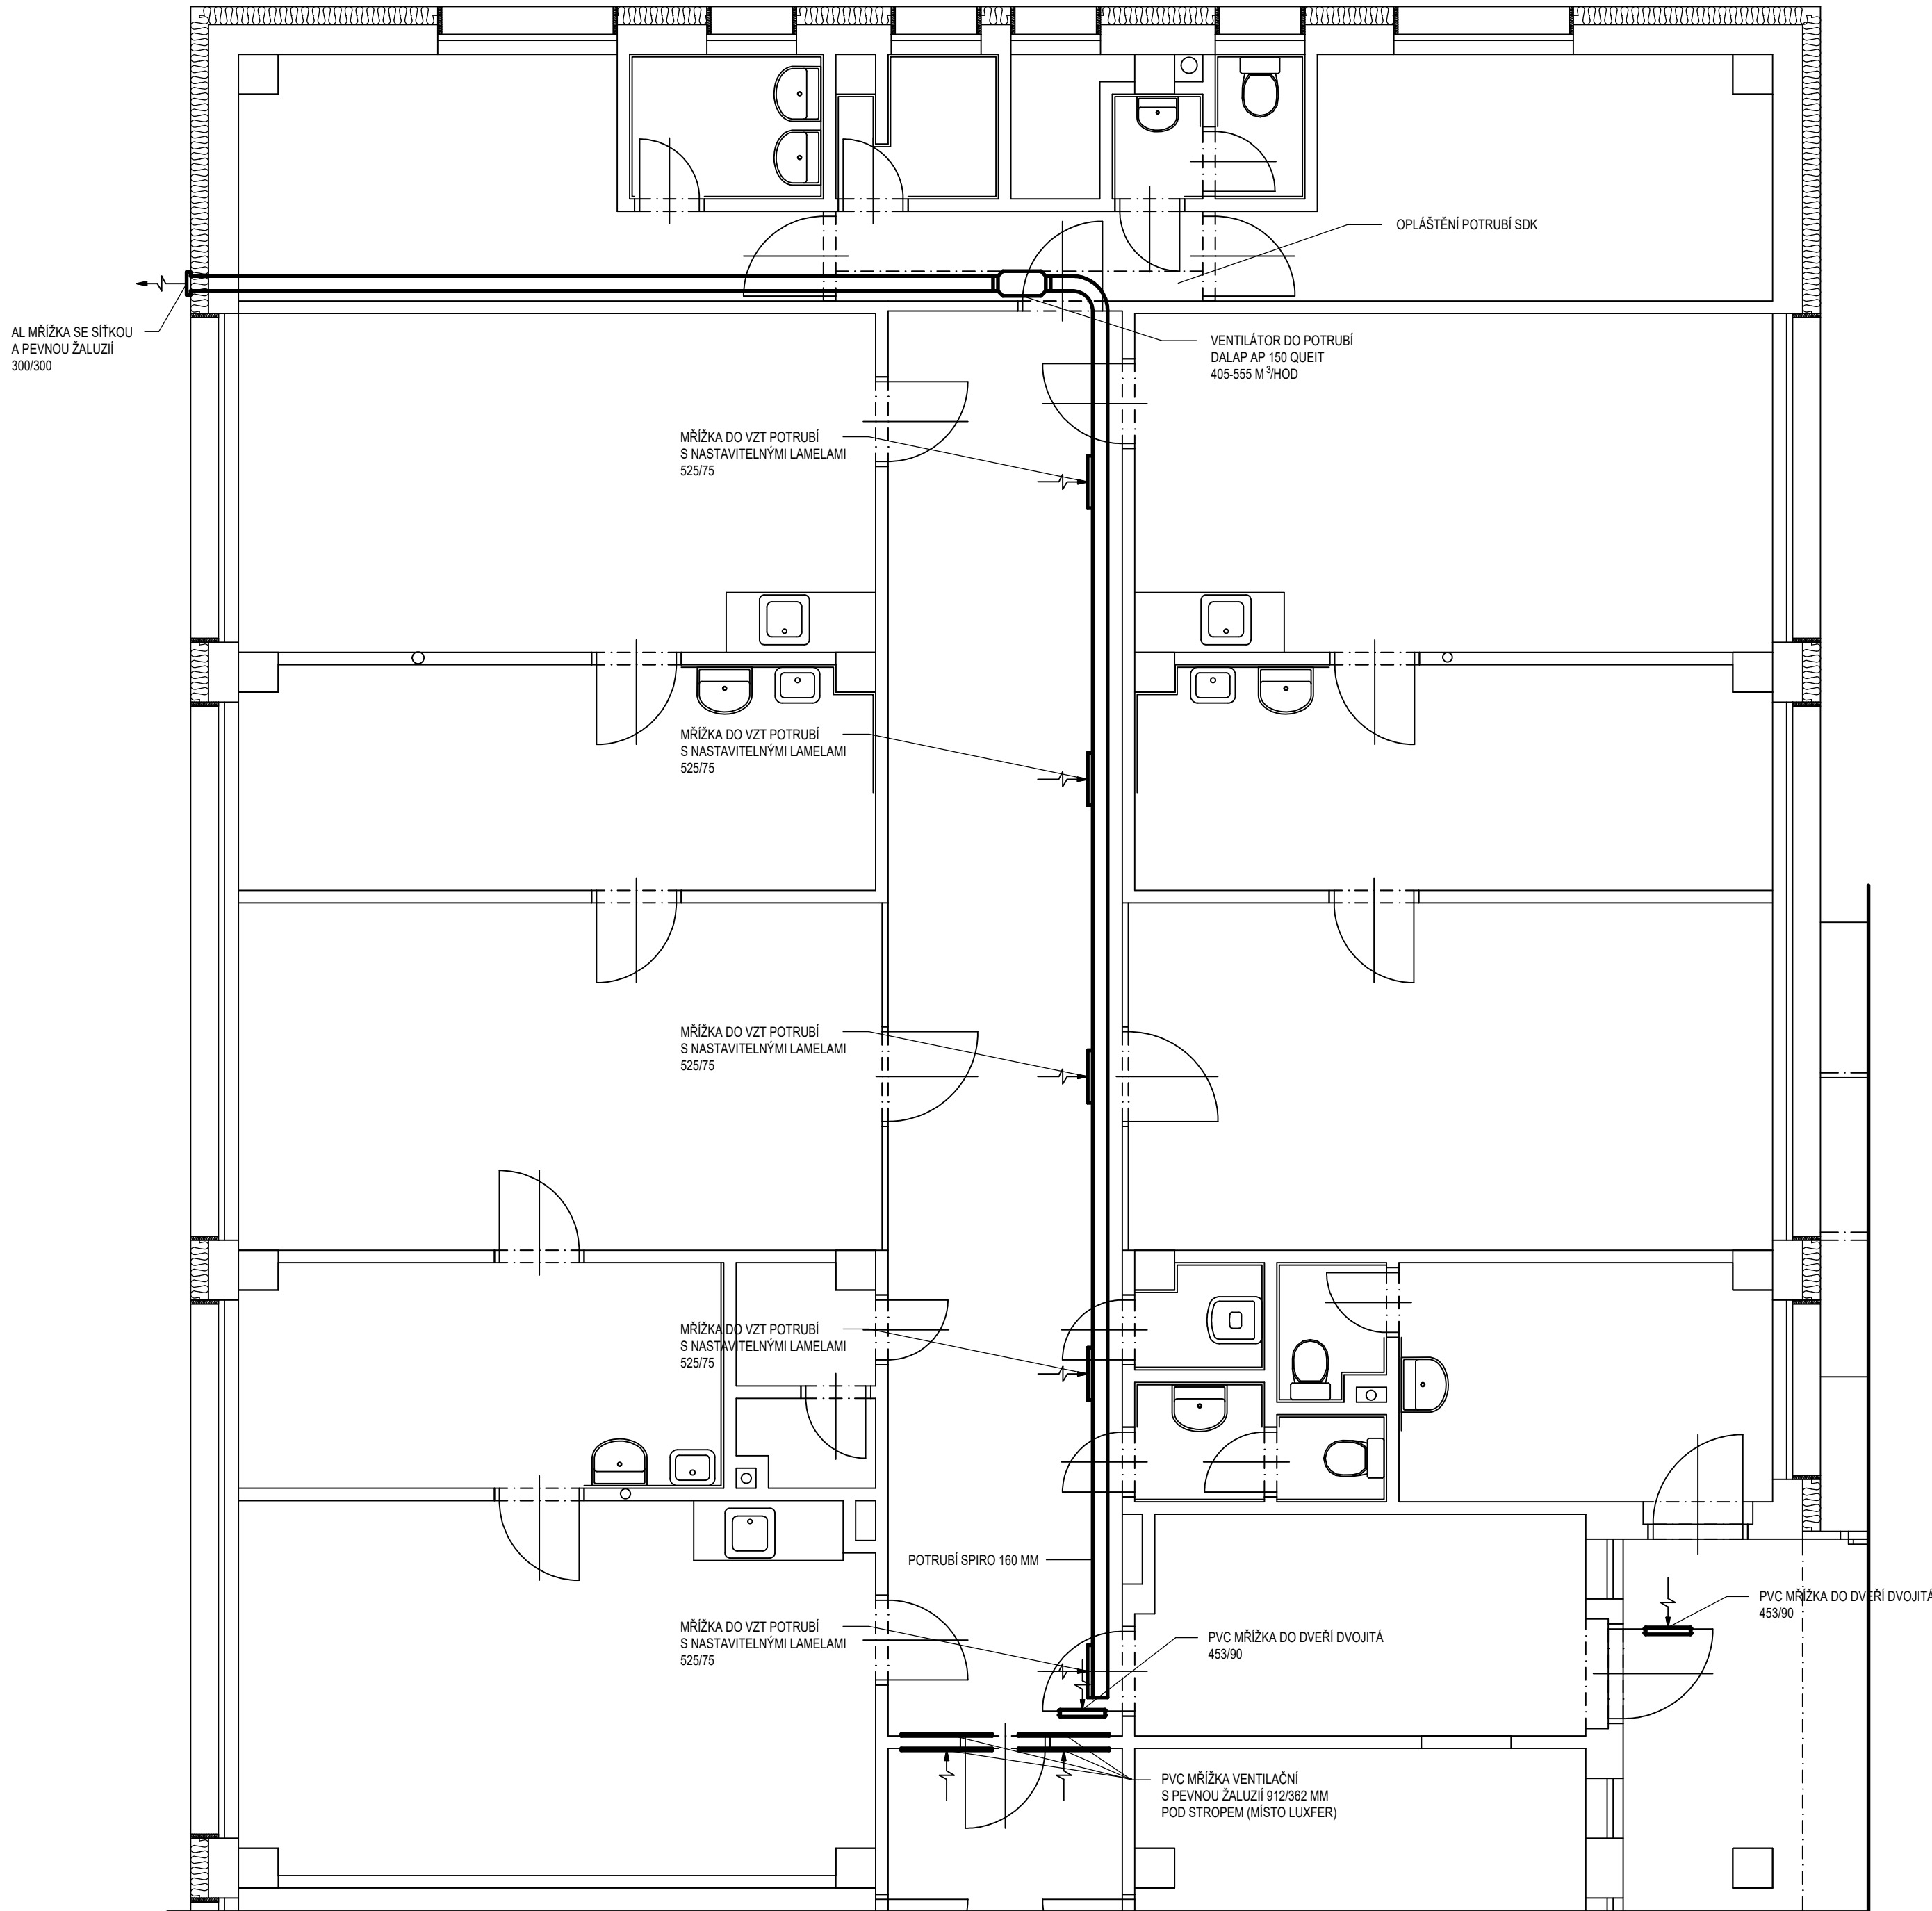 OPLÁŠTĚNÍ POTRUBÍ SDK
AL MŘÍŽKA SE SÍŤKOU
A PEVNOU ŽALUZIÍ
300/300
VENTILÁTOR DO POTRUBÍ
DALAP AP 150 QUEIT
405-555 M³/HOD
MŘÍŽKA DO VZT POTRUBÍ
S NASTAVITELNÝMI LAMELAMI
525/75
MŘÍŽKA DO VZT POTRUBÍ
S NASTAVITELNÝMI LAMELAMI
525/75
MŘÍŽKA DO VZT POTRUBÍ
S NASTAVITELNÝMI LAMELAMI
525/75
MŘÍŽKA DO VZT POTRUBÍ
S NASTAVITELNÝMI LAMELAMI
525/75
POTRUBÍ SPIRO 160 MM
MŘÍŽKA DO VZT POTRUBÍ
S NASTAVITELNÝMI LAMELAMI
525/75
PVC MŘÍŽKA DO DVEŘÍ DVOJITÁ
453/90
PVC MŘÍŽKA DO DVEŘÍ DVOJITÁ
453/90
PVC MŘÍŽKA VENTILAČNÍ
S PEVNOU ŽALUZIÍ 912/362 MM
POD STROPEM (MÍSTO LUXFER)